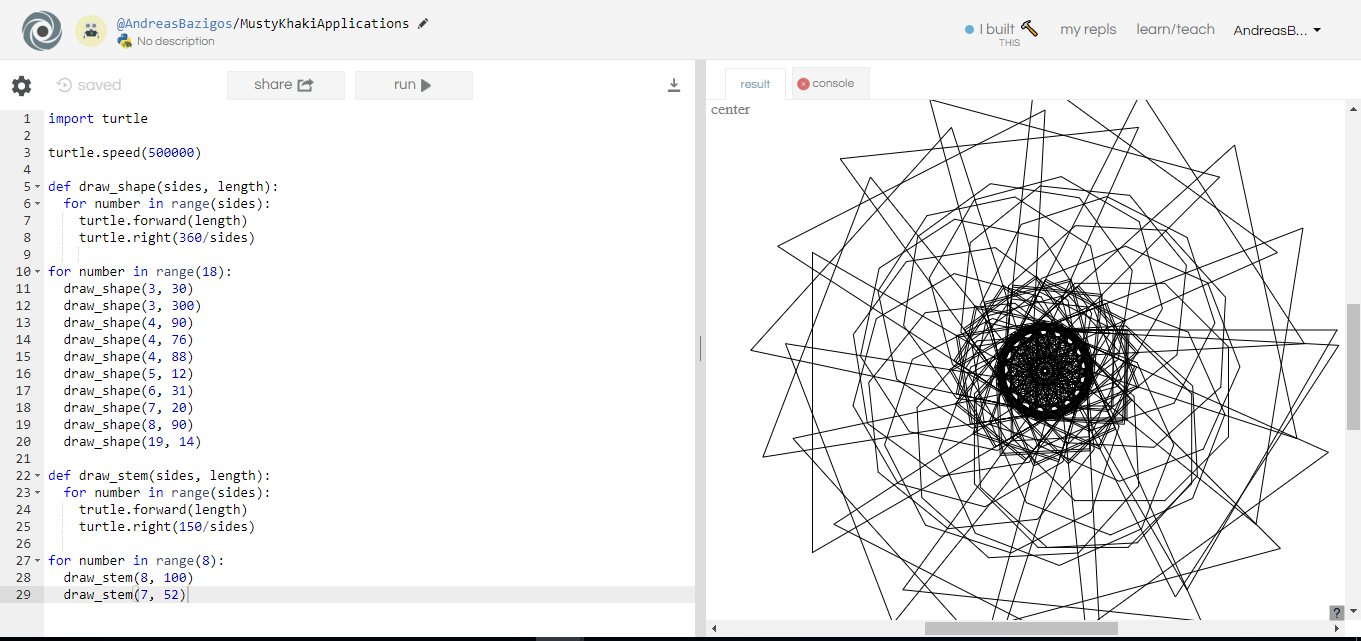 @AndreasBazigos/MustyKhakiApplications
No description
I built
THIS
my repls
learn/teach
AndreasB...
saved
share
run
result
console
center
1 import turtle
2
3 turtle.speed(500000)
4
5 def draw_shape(sides, length):
6 for number in range(sides):
7 turtle.forward(length)
8 turtle.right(360/sides)
9
10 for number in range(18):
11 draw_shape(3, 30)
12 draw_shape(3, 300)
13 draw_shape(4, 90)
14 draw_shape(4, 76)
15 draw_shape(4, 88)
16 draw_shape(5, 12)
17 draw_shape(6, 31)
18 draw_shape(7, 20)
19 draw_shape(8, 90)
20 draw_shape(19, 14)
21
22 def draw_stem(sides, length):
23 for number in range(sides):
24 trutle.forward(length)
25 turtle.right(150/sides)
26
27 for number in range(8):
28 draw_stem(8, 100)
29 draw_stem(7, 52)
?